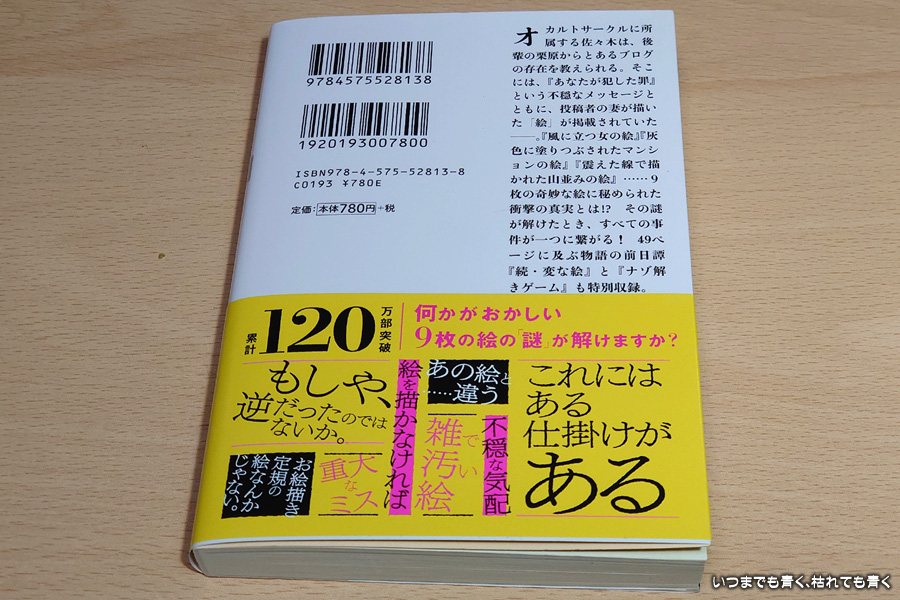 オカルトサークルに所
属する佐々木は、後
輩の栗原からとあるブログ
の存在を教えられる。そこ
には、『あなたが犯した罪』
という不穏なメッセージと
ともに、投稿者の妻が描い
た「絵」が掲載されていた
――。『風に立つ女の絵』『灰
色に塗りつぶされたマンシ
ョンの絵』『震えた線で描
かれた山並みの絵』……9
枚の奇妙な絵に秘められた
衝撃の真実とは!? その謎
が解けたとき、すべての事
件が一つに繋がる! 49ペ
ージに及ぶ物語の前日譚
『続・変な絵』と『ナゾ解
きゲーム』も特別収録。
9784575528138
1920193007800
ISBN978-4-575-52813-8
C0193 ¥780E
定価:本体780円+税
累計120万部突破
何かがおかしい
9枚の絵の「謎」が解けますか?
もしや、
逆だったのでは
ないか。
絵を描かなければ
あの絵と
……違う
これには
ある
仕掛けが
ある
お絵描き
定規の
絵なんか
じゃない。
重大
な
ミス
雑で
汚い
絵
不穏な気配
いつまでも青く、枯れても青く